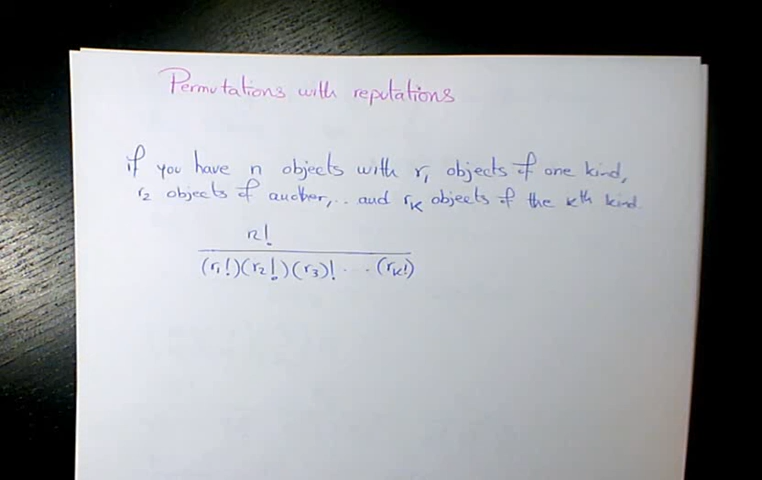 Permutations with reputations
if you have n objects with r₁ objects of one kind,
r₂ objects of another,.. and rₖ objects of the kth kind
n!
(r₁!)(r₂!)(r₃)!...(rₖ!)